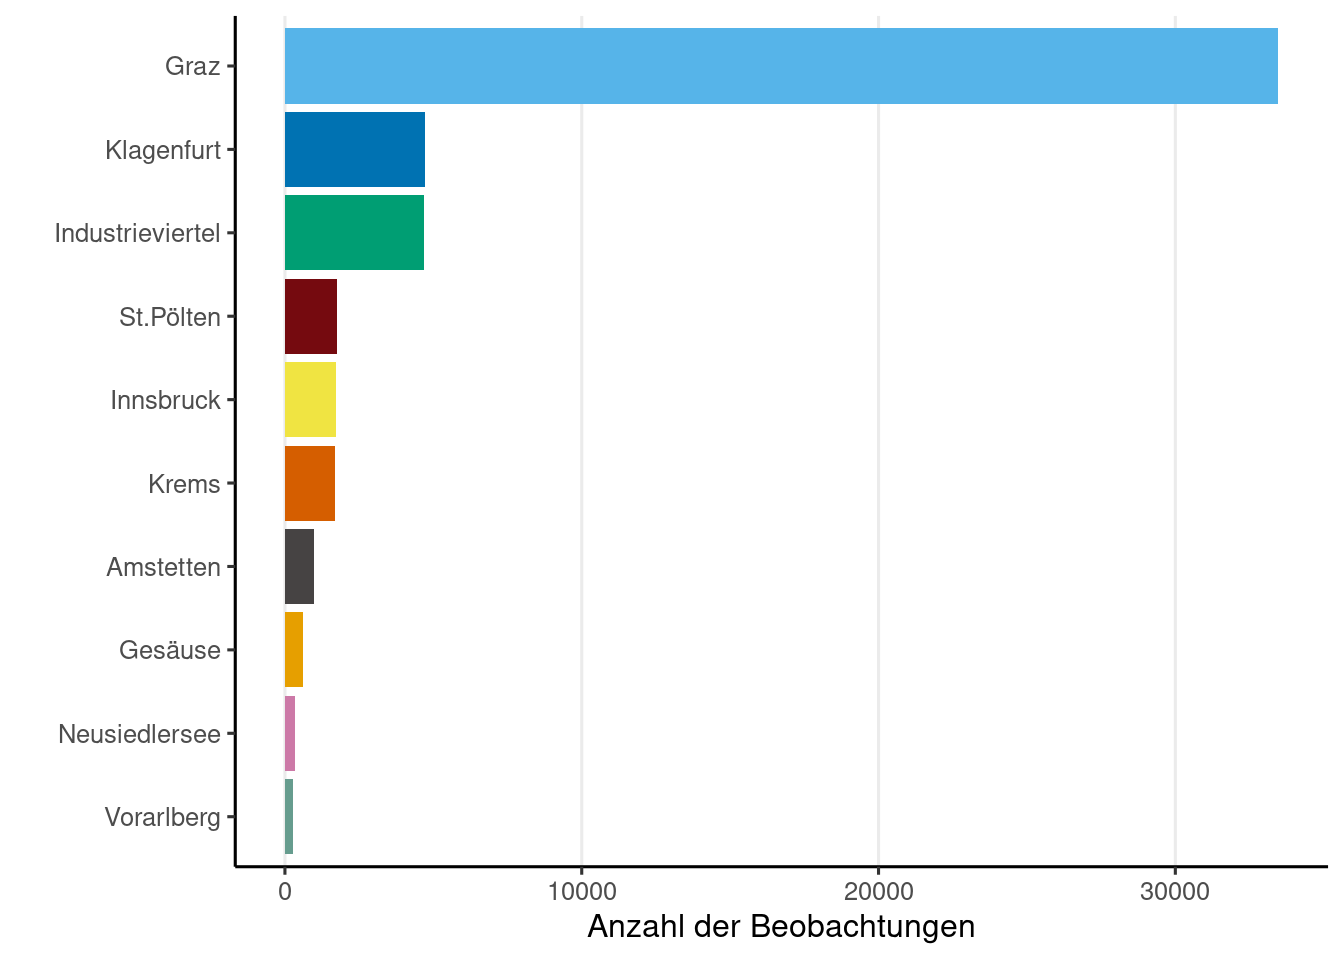 Graz
Klagenfurt
Industrieviertel
St.Pölten
Innsbruck
Krems
Amstetten
Gesäuse
Neusiedlersee
Vorarlberg
0 10000 20000 30000
Anzahl der Beobachtungen